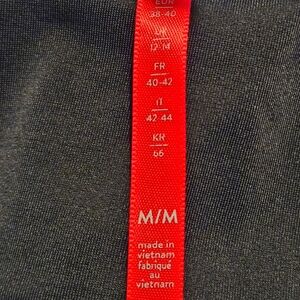 EUR
38-40
UK
12-14
FR
40-42
IT
42-44
KR
66
M/M
made in
vietnam
fabriqué
au
vietnam